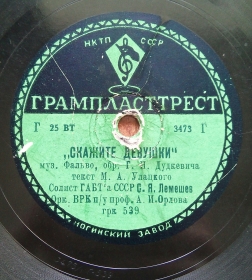 НКТП СССР
ГРАМПЛАСТТРЕСТ
Г 25 ВТ 3473 Г
„СКАЖИТЕ ДЕВУШКИ"
муз. Фальво, обр. Г. Я. Дудкевича
текст М. А. Улицкого
Солист ГАБТ'а СССР С. Я. Лемешев
Орк. ВРК п/у проф. А. И. Орлова
грк 539
НОГИНСКИЙ ЗАВОД